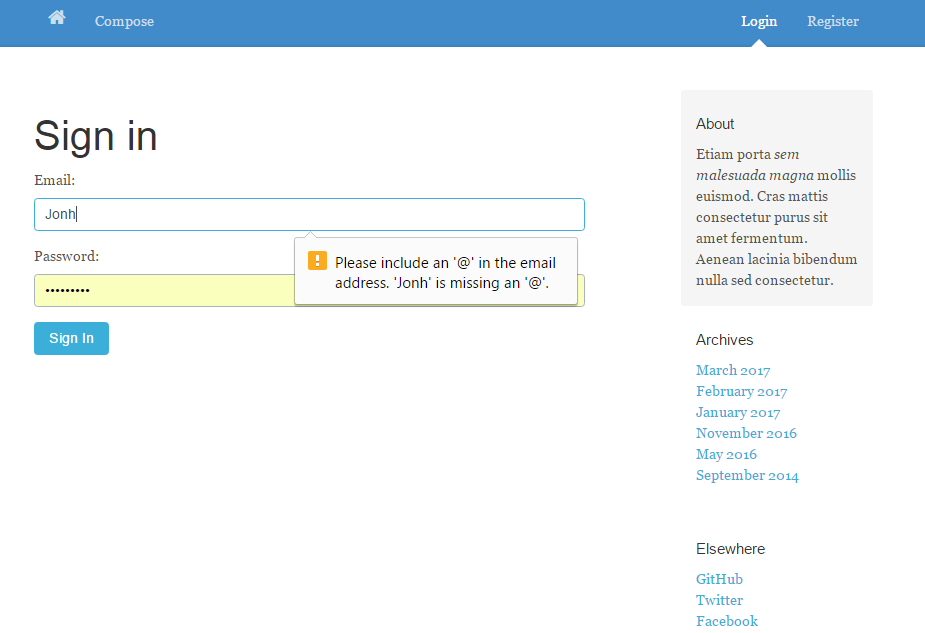 Compose
Login
Register
Sign in
Email:
Jonh
Please include an '@' in the email
address. 'Jonh' is missing an '@'.
Password:
•••••••••
Sign In
About
Etiam porta sem
malesuada magna mollis
euismod. Cras mattis
consectetur purus sit
amet fermentum.
Aenean lacinia bibendum
nulla sed consectetur.
Archives
March 2017
February 2017
January 2017
November 2016
May 2016
September 2014
Elsewhere
GitHub
Twitter
Facebook